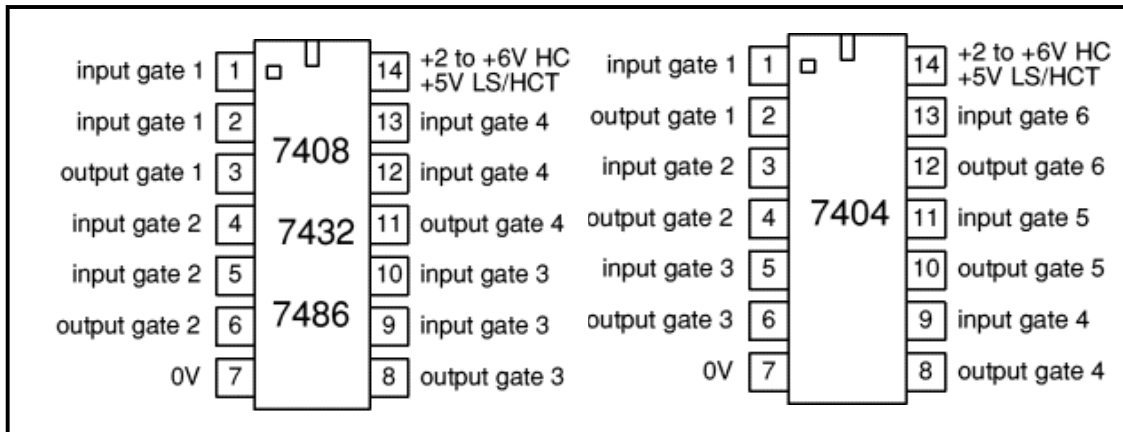 input gate 1 1 14 +2 to +6V HC
+5V LS/HCT
input gate 1 2 13 input gate 4
7408
output gate 1 3 12 input gate 4
input gate 2 4 7432 11 output gate 4
input gate 2 5 10 input gate 3
output gate 2 6 7486 9 input gate 3
0V 7 8 output gate 3
input gate 1 1 14 +2 to +6V HC
+5V LS/HCT
output gate 1 2 13 input gate 6
input gate 2 3 12 output gate 6
output gate 2 4 7404 11 input gate 5
input gate 3 5 10 output gate 5
output gate 3 6 9 input gate 4
0V 7 8 output gate 4